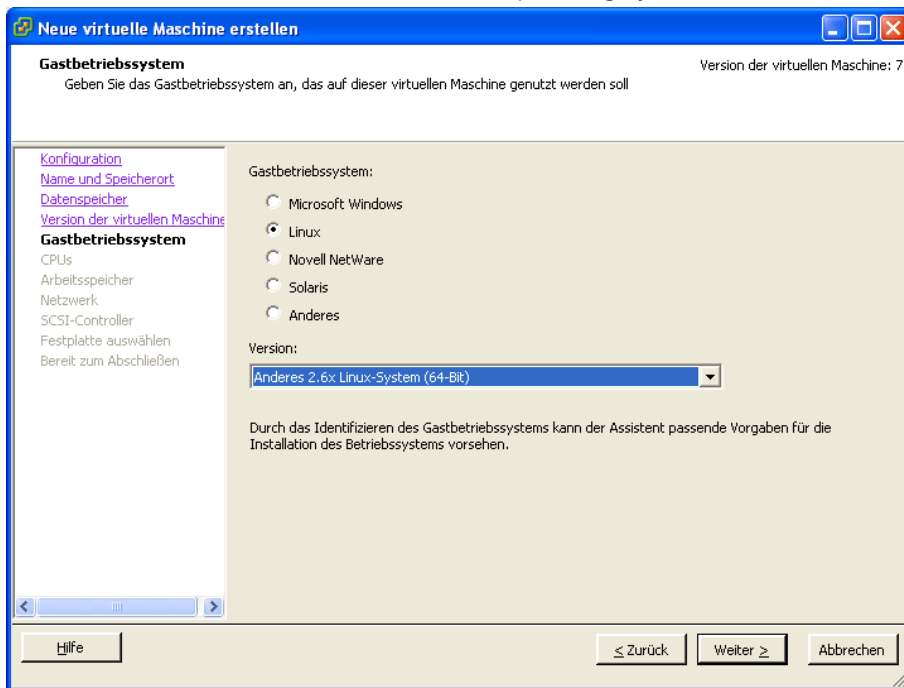 Neue virtuelle Maschine erstellen
Gastbetriebssystem
Geben Sie das Gastbetriebssystem an, das auf dieser virtuellen Maschine genutzt werden soll
Version der virtuellen Maschine: 7
Konfiguration
Name und Speicherort
Datenspeicher
Version der virtuellen Maschine
Gastbetriebssystem
CPUs
Arbeitsspeicher
Netzwerk
SCSI-Controller
Festplatte auswählen
Bereit zum Abschließen
Gastbetriebssystem:
Microsoft Windows
Linux
Novell NetWare
Solaris
Anderes
Version:
Anderes 2.6x Linux-System (64-Bit)
Durch das Identifizieren des Gastbetriebssystems kann der Assistent passende Vorgaben für die
Installation des Betriebssystems vorsehen.
Hilfe
< Zurück
Weiter >
Abbrechen